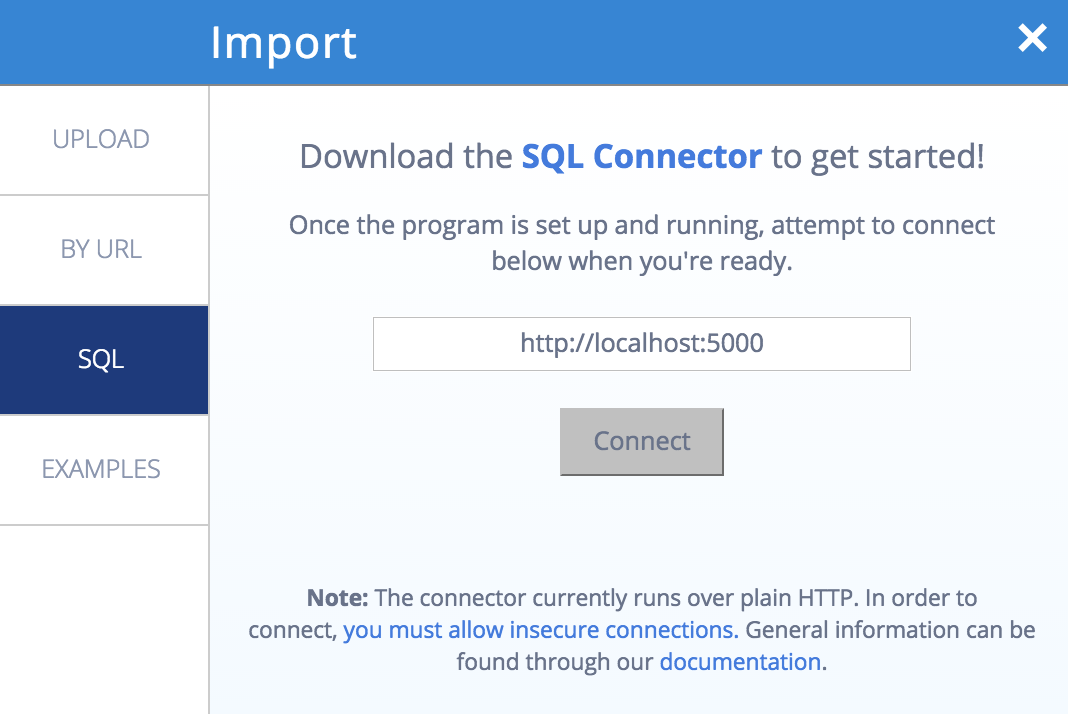 Import
UPLOAD
BY URL
SQL
EXAMPLES
Download the SQL Connector to get started!
Once the program is set up and running, attempt to connect
below when you're ready.
http://localhost:5000
Connect
Note: The connector currently runs over plain HTTP. In order to
connect, you must allow insecure connections. General information can be
found through our documentation.